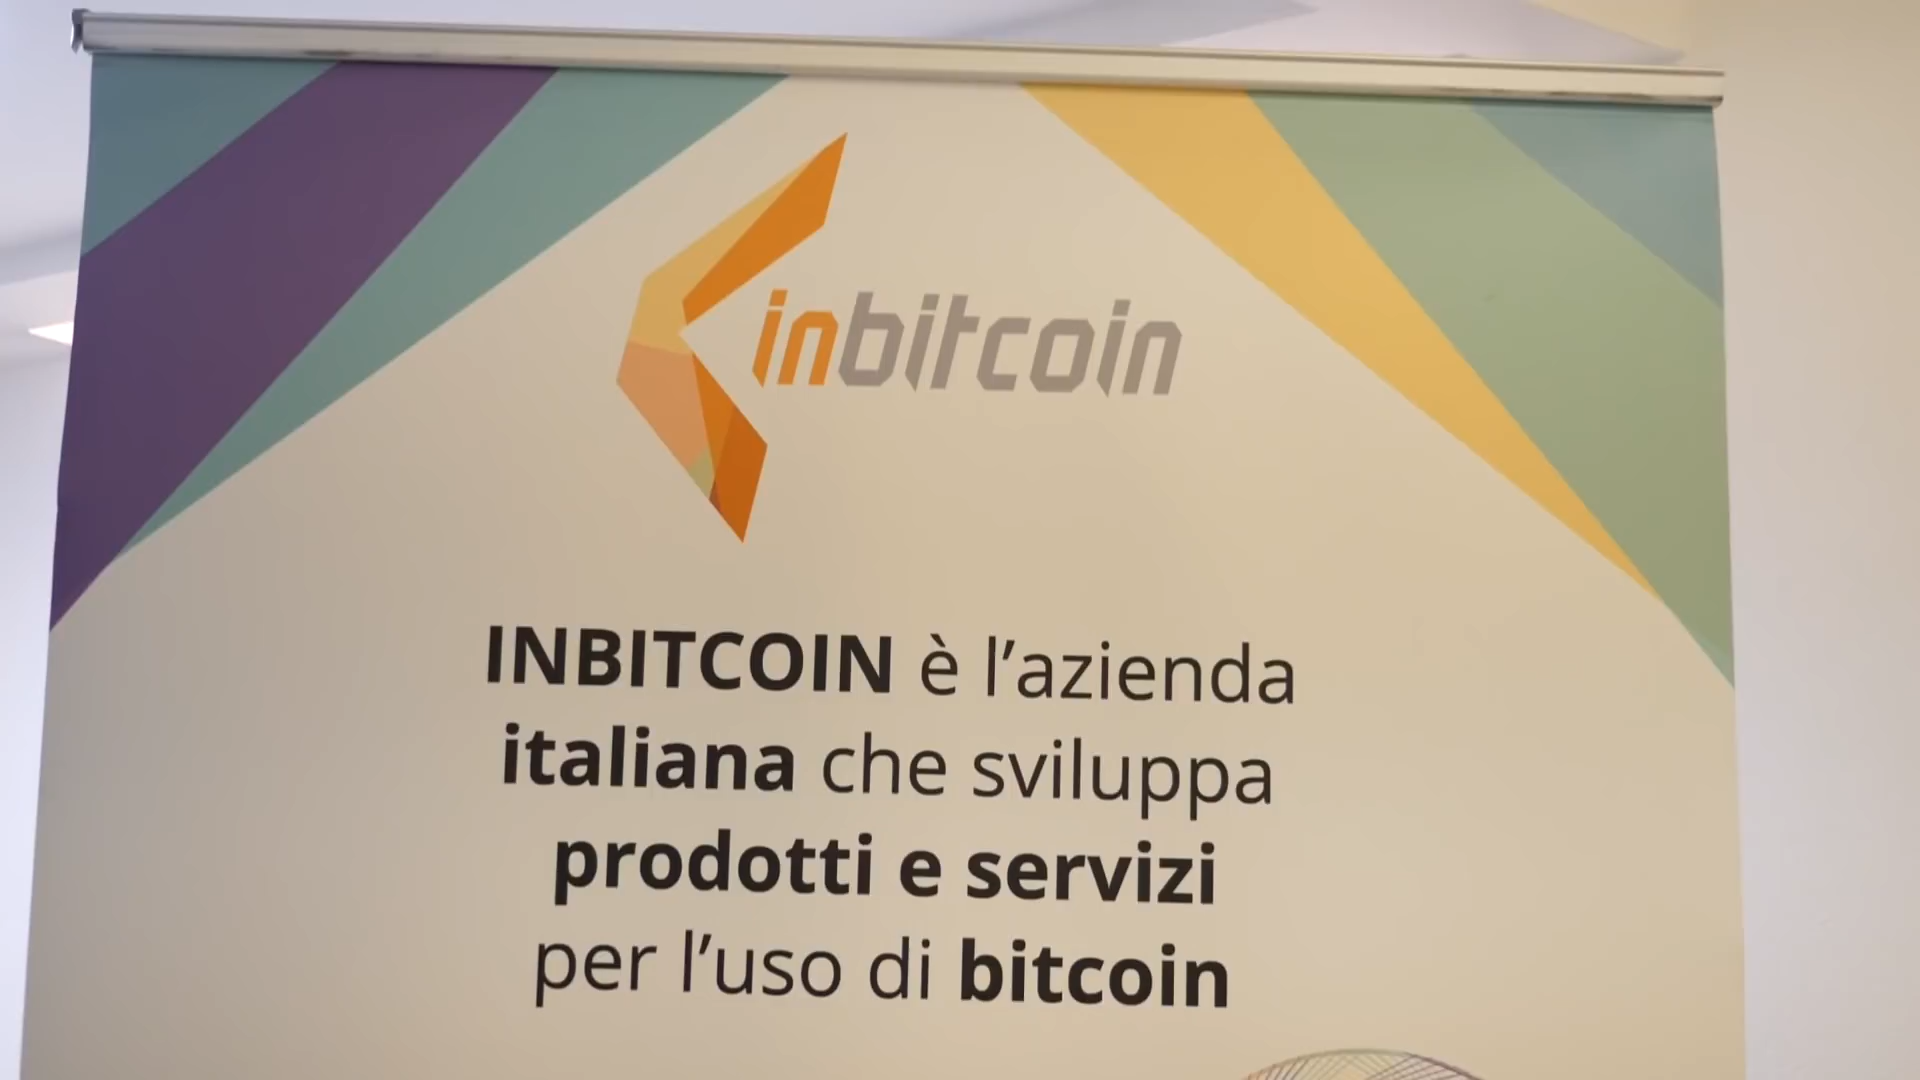 inbitcoin
INBITCOIN è l’azienda
italiana che sviluppa
prodotti e servizi
per l’uso di bitcoin